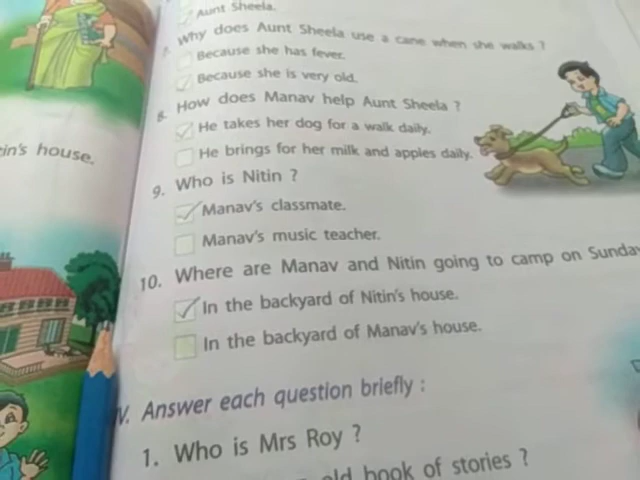 Aunt Sheela.
7. Why does Aunt Sheela use a cane when she walks ?
Because she has fever.
Because she is very old.
8. How does Manav help Aunt Sheela ?
He takes her dog for a walk daily.
He brings for her milk and apples daily.
in's house.
9. Who is Nitin ?
Manav's classmate.
Manav's music teacher.
10. Where are Manav and Nitin going to camp on Sunday
In the backyard of Nitin's house.
In the backyard of Manav's house.
V. Answer each question briefly :
1. Who is Mrs Roy ?
old book of stories ?